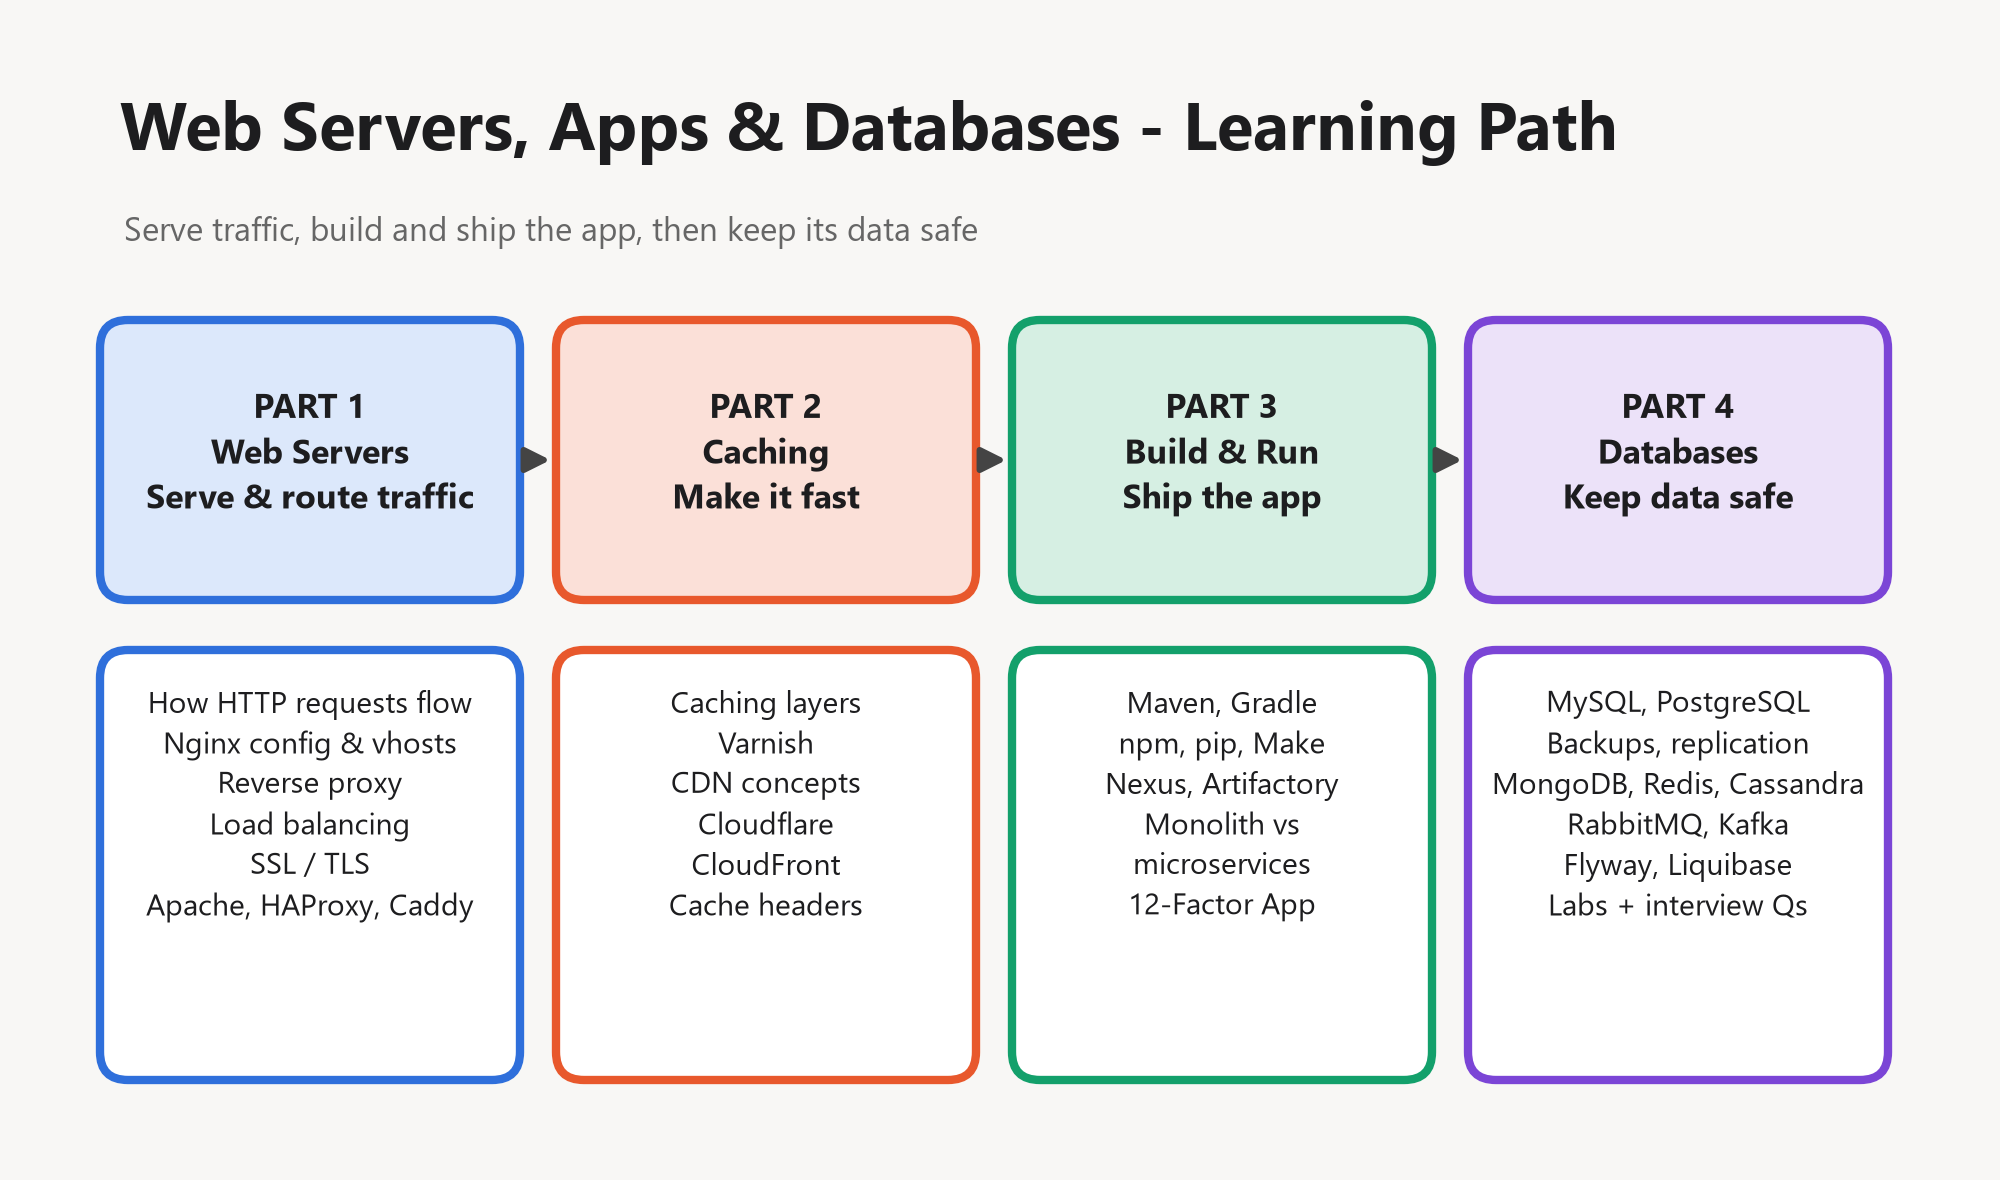 Web Servers, Apps & Databases - Learning Path
Serve traffic, build and ship the app, then keep its data safe
PART 1
Web Servers
Serve & route traffic
PART 2
Caching
Make it fast
PART 3
Build & Run
Ship the app
PART 4
Databases
Keep data safe
How HTTP requests flow
Nginx config & vhosts
Reverse proxy
Load balancing
SSL / TLS
Apache, HAProxy, Caddy
Caching layers
Varnish
CDN concepts
Cloudflare
CloudFront
Cache headers
Maven, Gradle
npm, pip, Make
Nexus, Artifactory
Monolith vs
microservices
12-Factor App
MySQL, PostgreSQL
Backups, replication
MongoDB, Redis, Cassandra
RabbitMQ, Kafka
Flyway, Liquibase
Labs + interview Qs